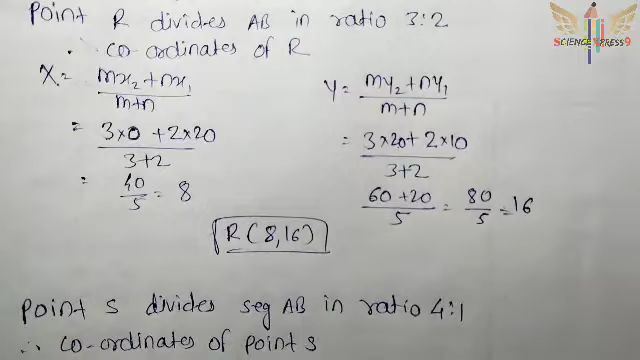 SCIENCEXPRESS9
Point R divides AB in ratio 3:2
∴ co-ordinates of R
X = mx₂+nx₁ / m+n
= 3×0 + 2×20 / 3+2
= 40/5 = 8
Y = my₂+ny₁ / m+n
= 3×20 + 2×10 / 3+2
60+20 / 5 = 80/5 = 16
R(8,16)
Point S divides seg AB in ratio 4:1
∴ co-ordinates of point s